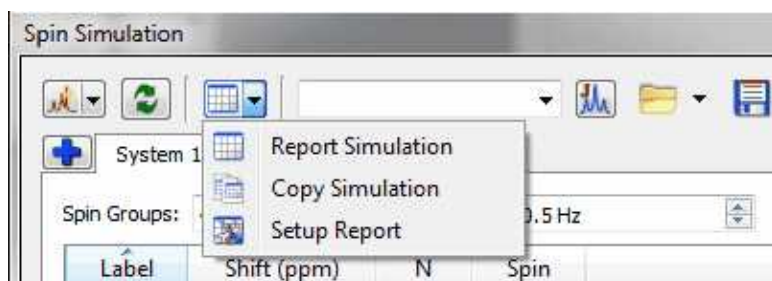 Spin Simulation
System 1
Report Simulation
Copy Simulation
Setup Report
Spin Groups:
0.5 Hz
Label Shift (ppm) N Spin